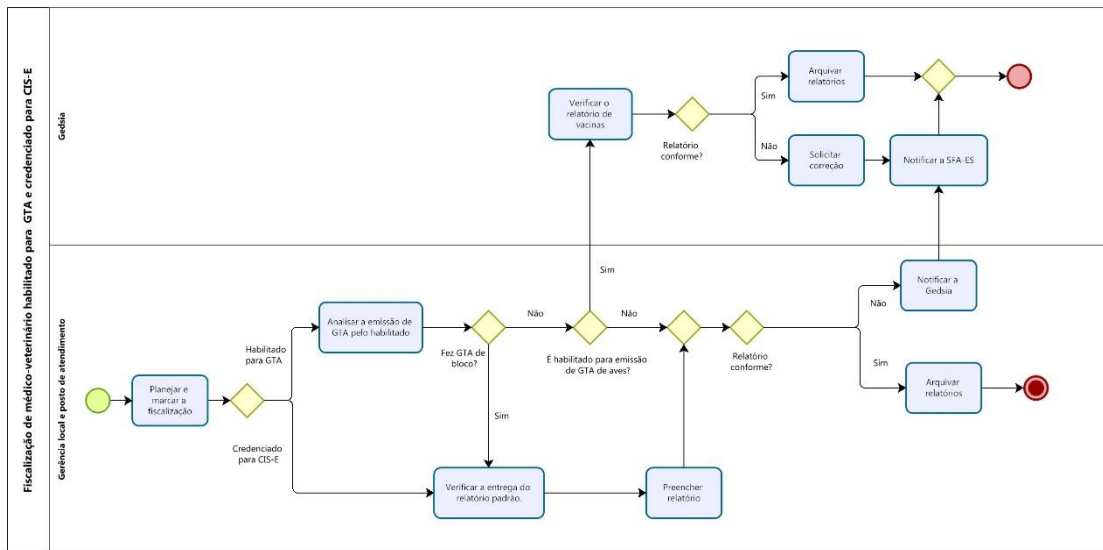 Fiscalização de médico-veterinário habilitado para GTA e credenciado para CIS-E
Gedsia
Verificar o
relatório de
vacinas
Relatório
conforme?
Sim
Não
Arquivar
relatórios
Solicitar
correção
Notificar a SFA-ES
Gerência local e posto de atendimento
Planejar e
marcar a
fiscalização
Habilitado
para GTA
Credenciado
para CIS-E
Analisar a emissão de
GTA pelo habilitado
Fez GTA de
bloco?
Não
Sim
É habilitado para emissão
de GTA de aves?
Sim
Não
Verificar a entrega do
relatório padrão.
Preencher
relatório
Relatório
conforme?
Não
Sim
Notificar a
Gedsia
Arquivar
relatórios